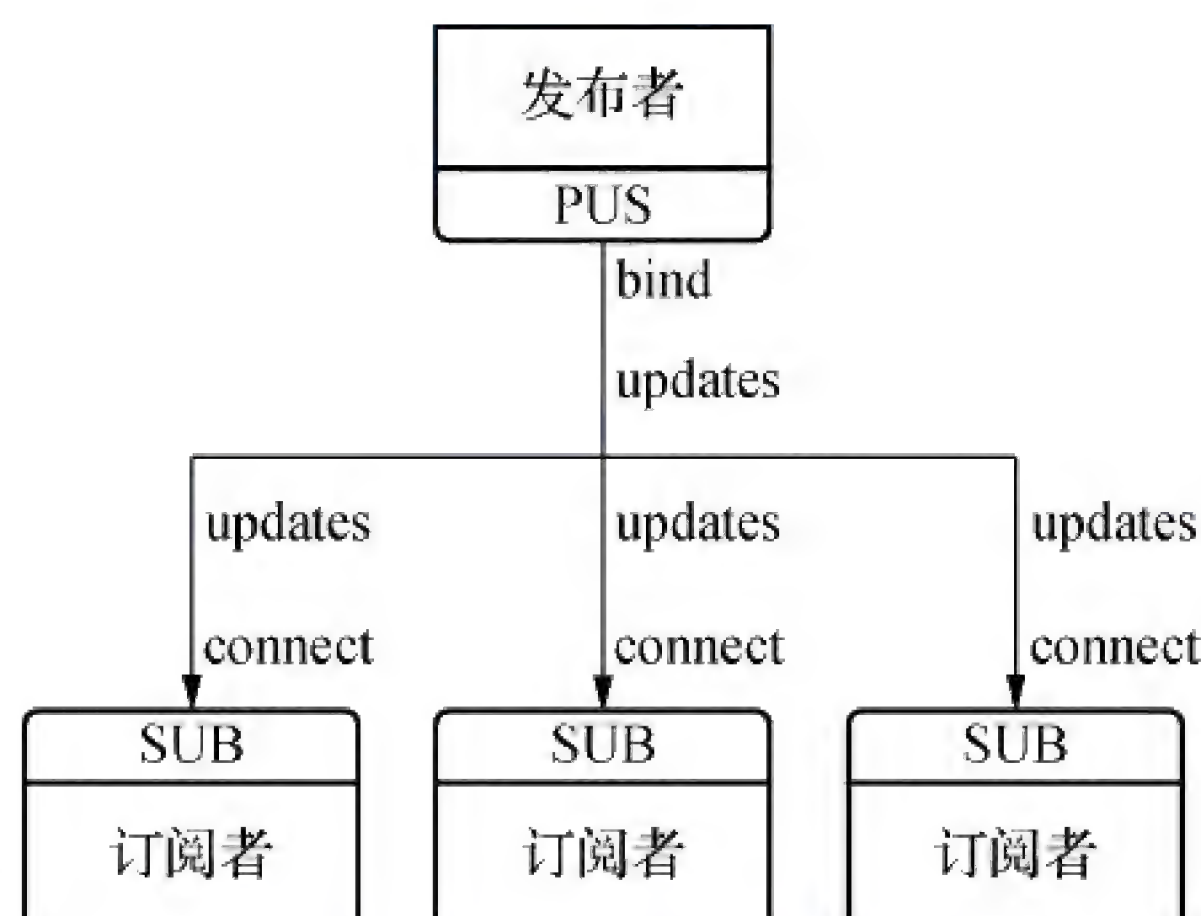 发布者
PUS
bind
updates
updates updates updates
connect connect connect
SUB SUB SUB
订阅者 订阅者 订阅者